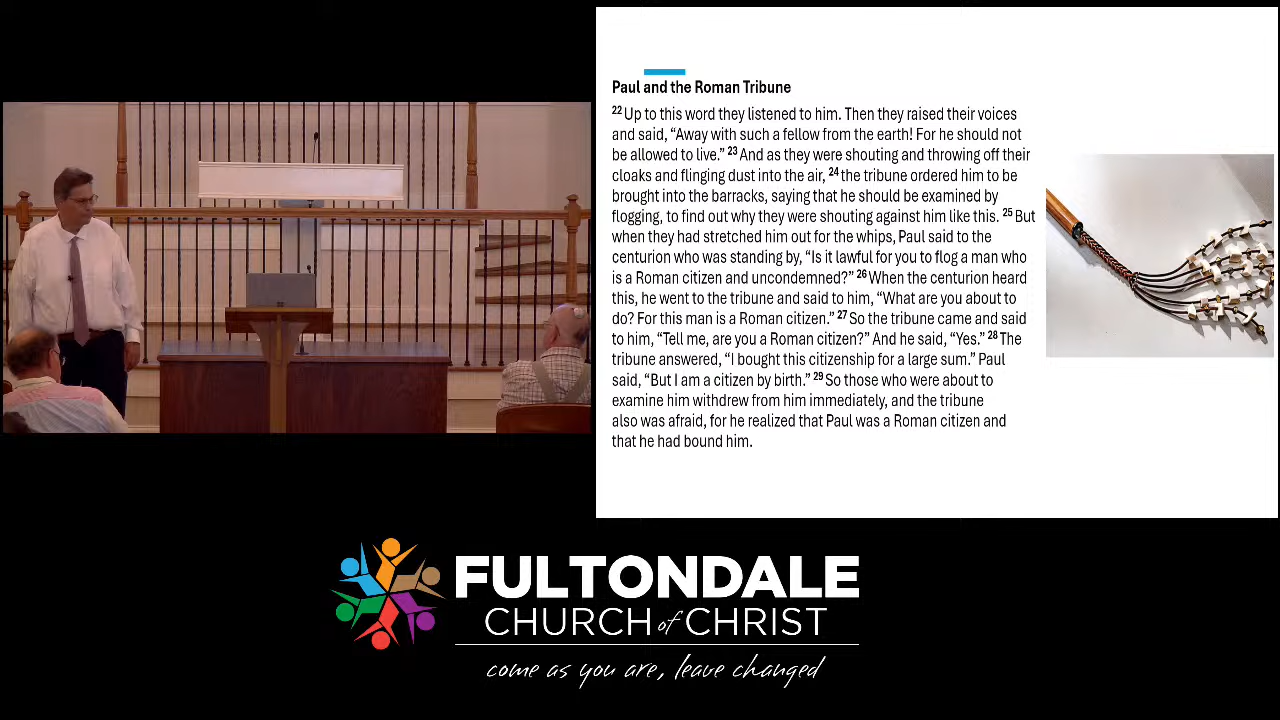 Paul and the Roman Tribune
22 Up to this word they listened to him. Then they raised their voices
and said, “Away with such a fellow from the earth! For he should not
be allowed to live.” 23 And as they were shouting and throwing off their
cloaks and flinging dust into the air, 24 the tribune ordered him to be
brought into the barracks, saying that he should be examined by
flogging, to find out why they were shouting against him like this. 25 But
when they had stretched him out for the whips, Paul said to the
centurion who was standing by, “Is it lawful for you to flog a man who
is a Roman citizen and uncondemned?” 26 When the centurion heard
this, he went to the tribune and said to him, “What are you about to
do? For this man is a Roman citizen.” 27 So the tribune came and said
to him, “Tell me, are you a Roman citizen?” And he said, “Yes.” 28 The
tribune answered, “I bought this citizenship for a large sum.” Paul
said, “But I am a citizen by birth.” 29 So those who were about to
examine him withdrew from him immediately, and the tribune
also was afraid, for he realized that Paul was a Roman citizen and
that he had bound him.
FULTONDALE
CHURCH of CHRIST
come as you are, leave changed